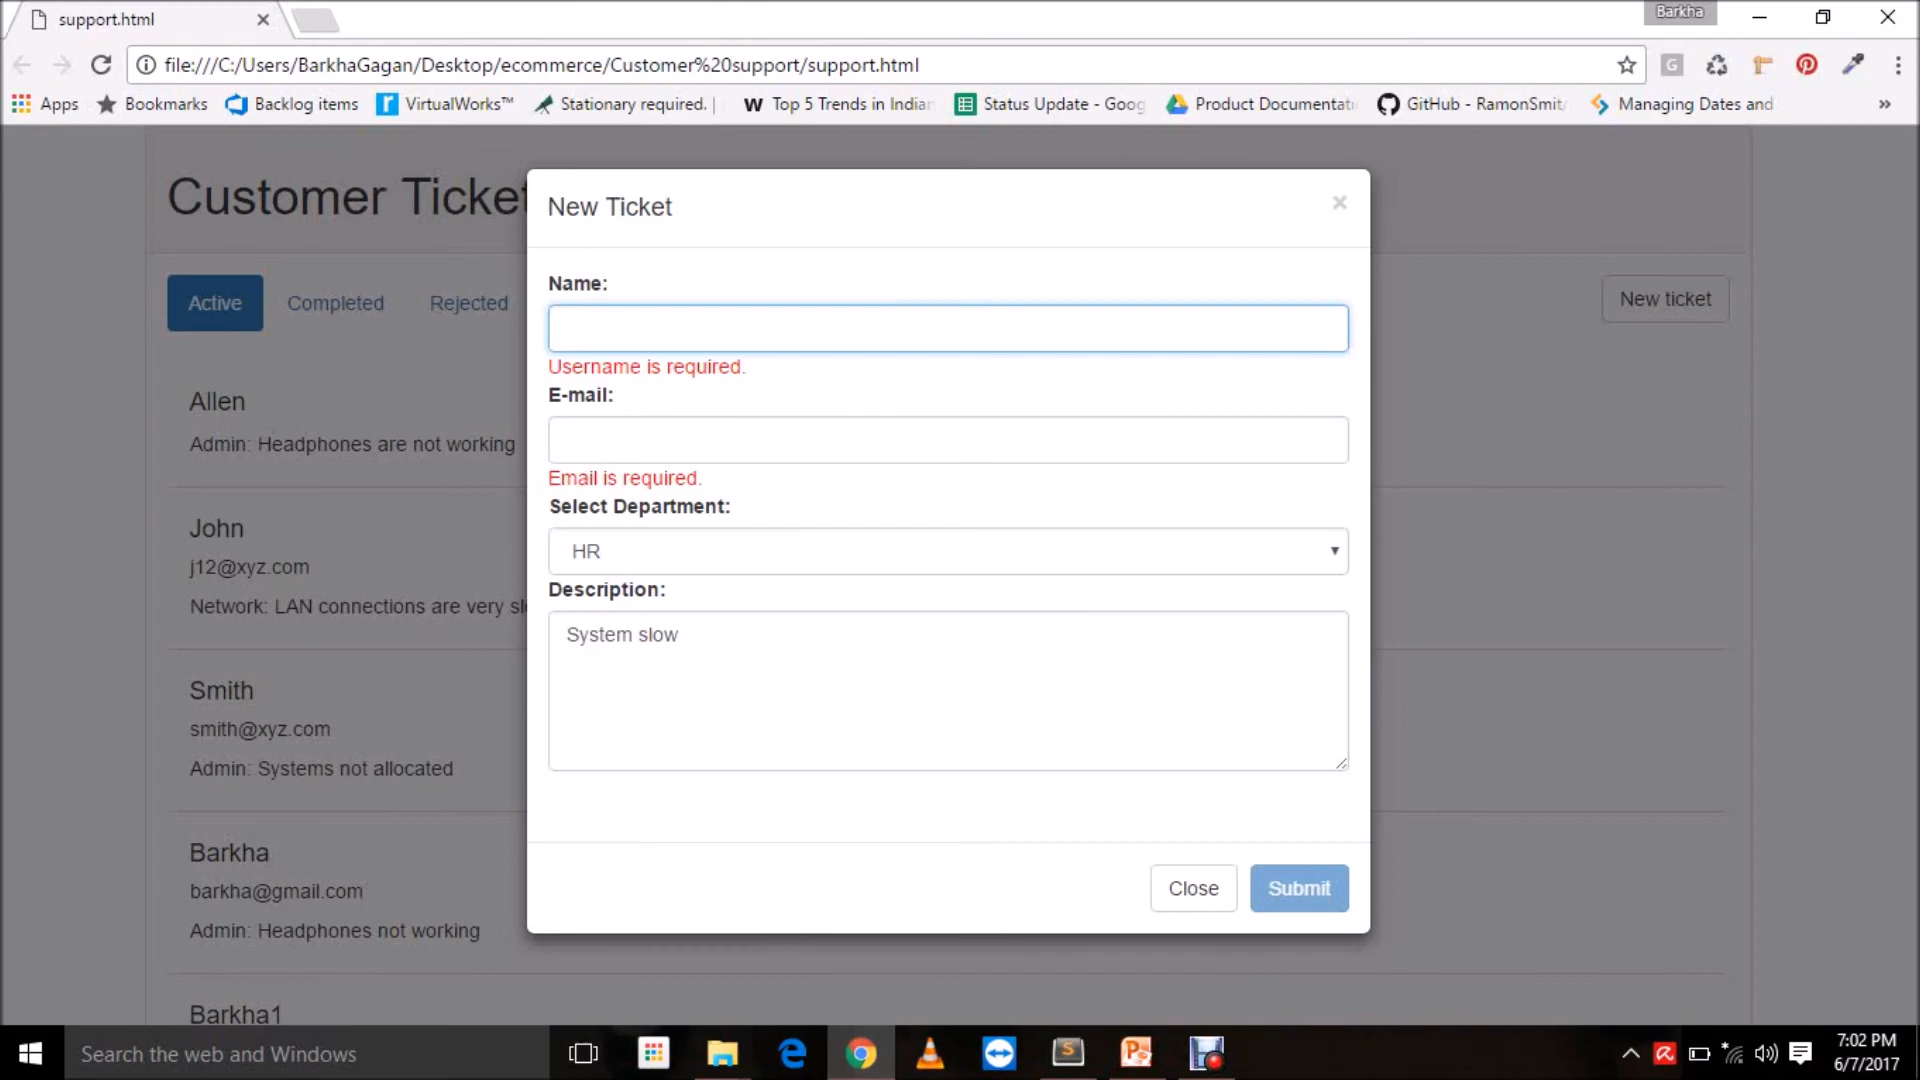 support.html
Barkha
file:///C:/Users/BarkhaGagan/Desktop/ecommerce/Customer%20support/support.html
Apps
Bookmarks
Backlog items
VirtualWorks™
Stationary required. |
Top 5 Trends in Indian
Status Update - Goog
Product Documentati
GitHub - RamonSmit/
Managing Dates and
»
Customer Ticket
New Ticket
×
Active
Completed
Rejected
New ticket
Name:
Username is required.
E-mail:
Email is required.
Select Department:
HR
Description:
System slow
Close
Submit
Allen
Admin: Headphones are not working
John
j12@xyz.com
Network: LAN connections are very sl
Smith
smith@xyz.com
Admin: Systems not allocated
Barkha
barkha@gmail.com
Admin: Headphones not working
Barkha1
Search the web and Windows
7:02 PM
6/7/2017